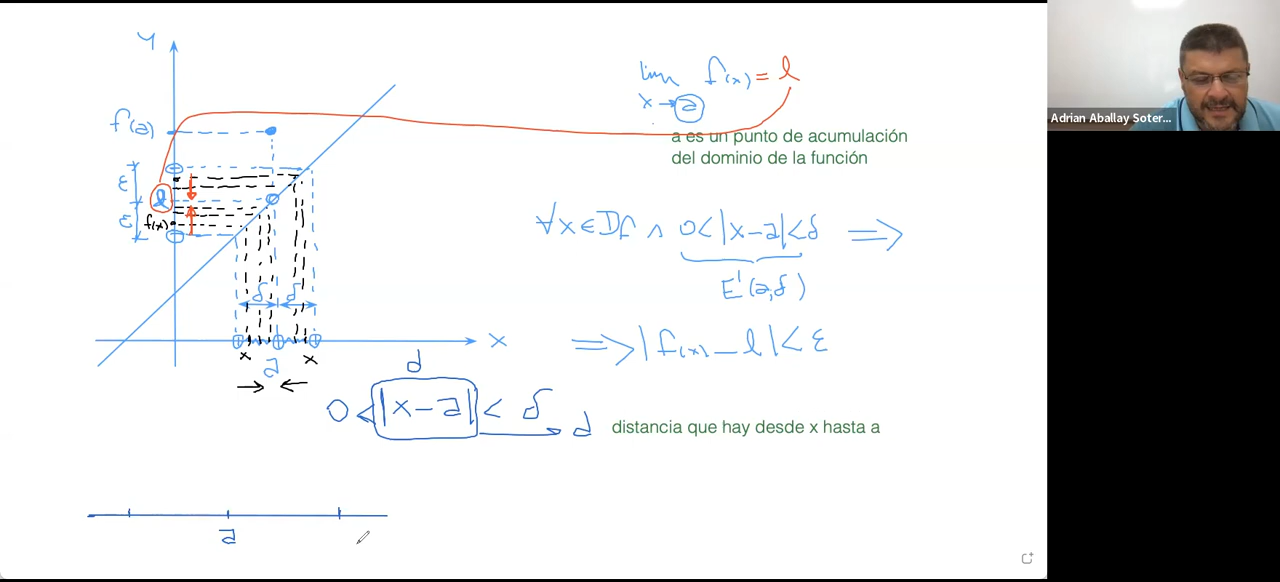 Y
lim f(x) = l
x → a
f(a)
a es un punto de acumulación
del dominio de la función
ε
l
ε
f(x)
∀x ∈ Df ∧ 0 < |x - a| < δ ⟹
E'(a, δ)
δ δ
x
⟹ |f(x) - l| < ε
x a x
d
0 < |x - a| < δ
d distancia que hay desde x hasta a
a
Adrian Aballay Soter...